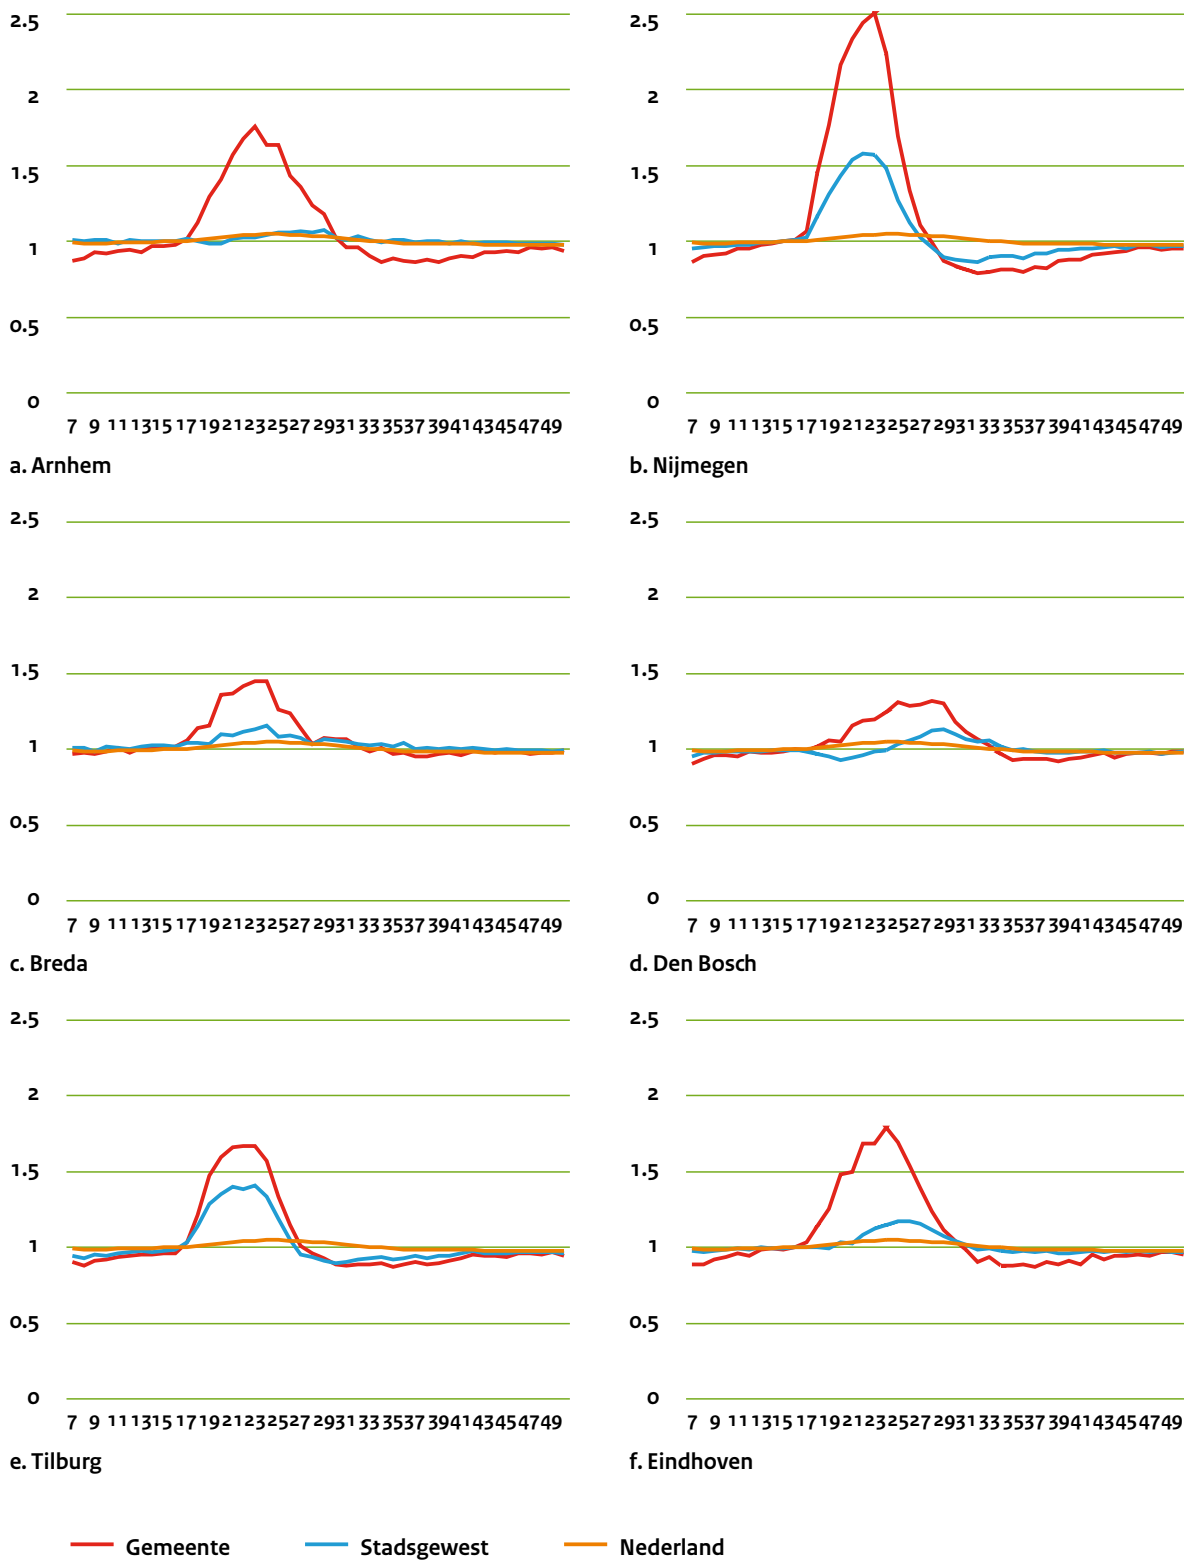 2.5
2
1.5
1
0.5
0
7 9 11 13 15 17 19 21 23 25 27 29 31 33 35 37 39 41 43 45 47 49
a. Arnhem
2.5
2
1.5
1
0.5
0
7 9 11 13 15 17 19 21 23 25 27 29 31 33 35 37 39 41 43 45 47 49
b. Nijmegen
2.5
2
1.5
1
0.5
0
7 9 11 13 15 17 19 21 23 25 27 29 31 33 35 37 39 41 43 45 47 49
c. Breda
2.5
2
1.5
1
0.5
0
7 9 11 13 15 17 19 21 23 25 27 29 31 33 35 37 39 41 43 45 47 49
d. Den Bosch
2.5
2
1.5
1
0.5
0
7 9 11 13 15 17 19 21 23 25 27 29 31 33 35 37 39 41 43 45 47 49
e. Tilburg
2.5
2
1.5
1
0.5
0
7 9 11 13 15 17 19 21 23 25 27 29 31 33 35 37 39 41 43 45 47 49
f. Eindhoven
Gemeente Stadsgewest Nederland